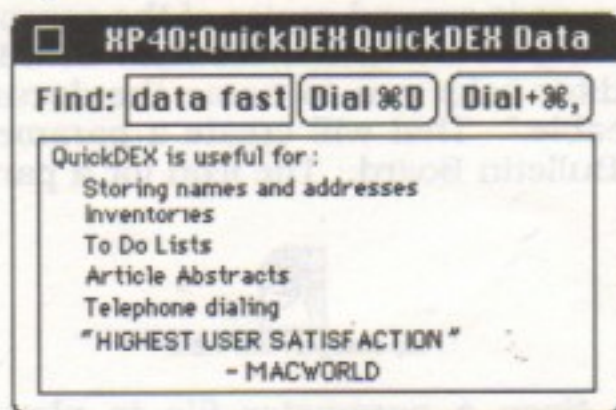 XP40:QuickDEX QuickDEX Data
Find: data fast Dial ⌘D Dial+⌘,
QuickDEX is useful for:
Storing names and addresses
Inventories
To Do Lists
Article Abstracts
Telephone dialing
"HIGHEST USER SATISFACTION"
- MACWORLD